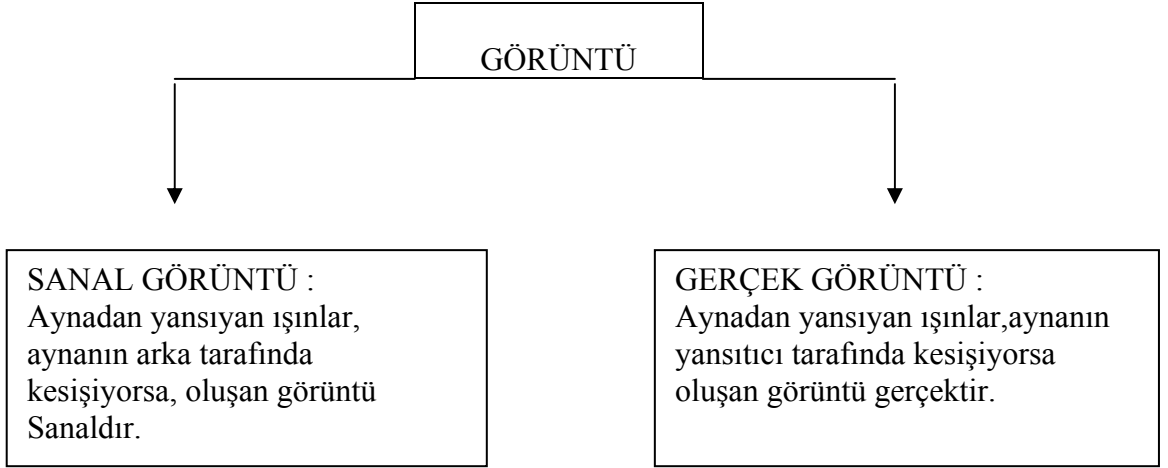 GÖRÜNTÜ
SANAL GÖRÜNTÜ :
Aynadan yansıyan ışınlar,
aynanın arka tarafında
kesişiyorsa, oluşan görüntü
Sanaldır.
GERÇEK GÖRÜNTÜ :
Aynadan yansıyan ışınlar,aynanın
yansıtıcı tarafında kesişiyorsa
oluşan görüntü gerçektir.